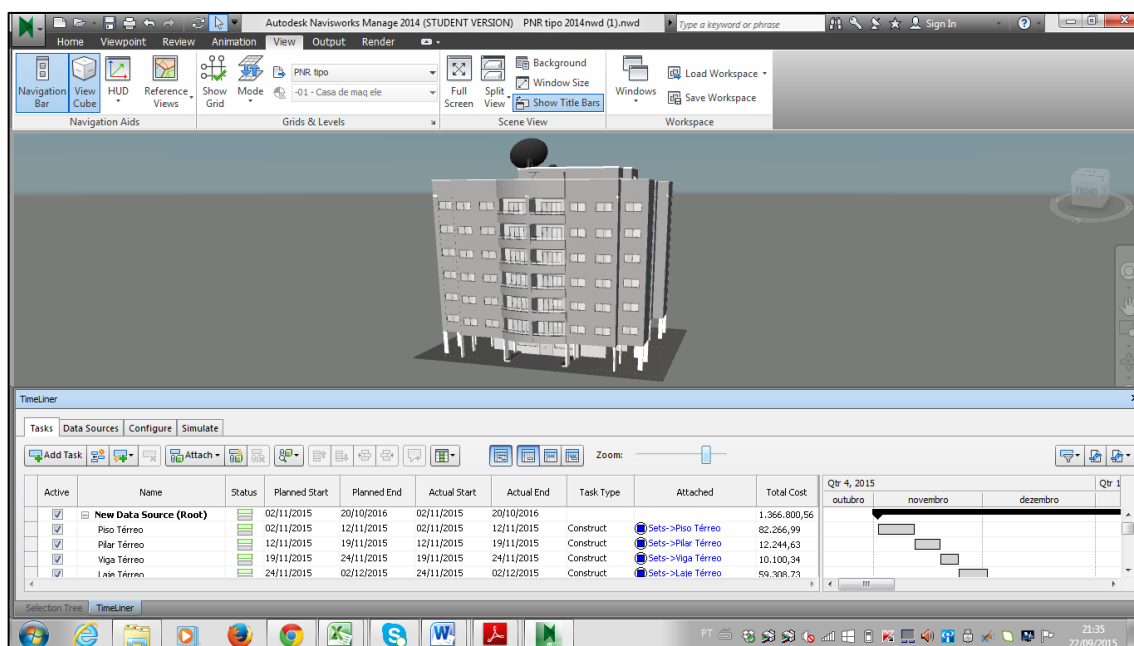 Autodesk Navisworks Manage 2014 (STUDENT VERSION) PNR tipo 2014nwd (1).nwd Type a keyword or phrase Sign In
Home Viewpoint Review Animation View Output Render
Navigation Bar
View Cube
HUD
Reference Views
Show Grid
Mode
PNR tipo
-01 - Casa de maq ele
Full Screen
Split View
Background
Window Size
Show Title Bars
Windows
Load Workspace
Save Workspace
Navigation Aids Grids & Levels Scene View Workspace
FRONT
TimeLiner
Tasks Data Sources Configure Simulate
Add Task Attach Zoom:
Qtr 4, 2015 Qtr 1
Active Name Status Planned Start Planned End Actual Start Actual End Task Type Attached Total Cost outubro novembro dezembro
New Data Source (Root) 02/11/2015 20/10/2016 02/11/2015 20/10/2016 1.366.800,56
Piso Térreo 02/11/2015 12/11/2015 02/11/2015 12/11/2015 Construct Sets->Piso Térreo 82.266,99
Pilar Térreo 12/11/2015 19/11/2015 12/11/2015 19/11/2015 Construct Sets->Pilar Térreo 12.244,63
Viga Térreo 19/11/2015 24/11/2015 19/11/2015 24/11/2015 Construct Sets->Viga Térreo 10.100,34
Laje Térreo 24/11/2015 02/12/2015 24/11/2015 02/12/2015 Construct Sets->Laje Térreo 59.308,73
Selection Tree TimeLiner
PT 21:35
22/09/2015